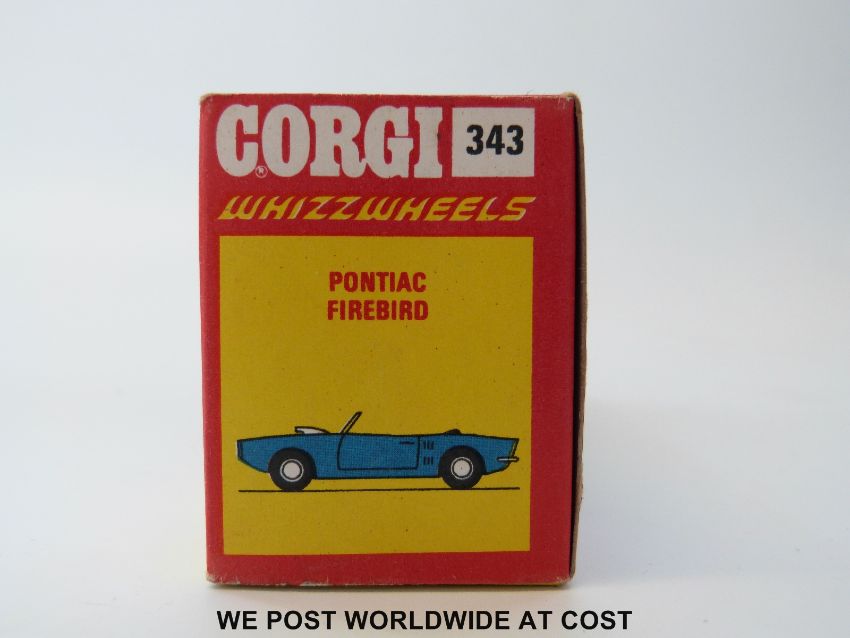 CORGI® 343
WHIZZWHEELS
PONTIAC
FIREBIRD
WE POST WORLDWIDE AT COST